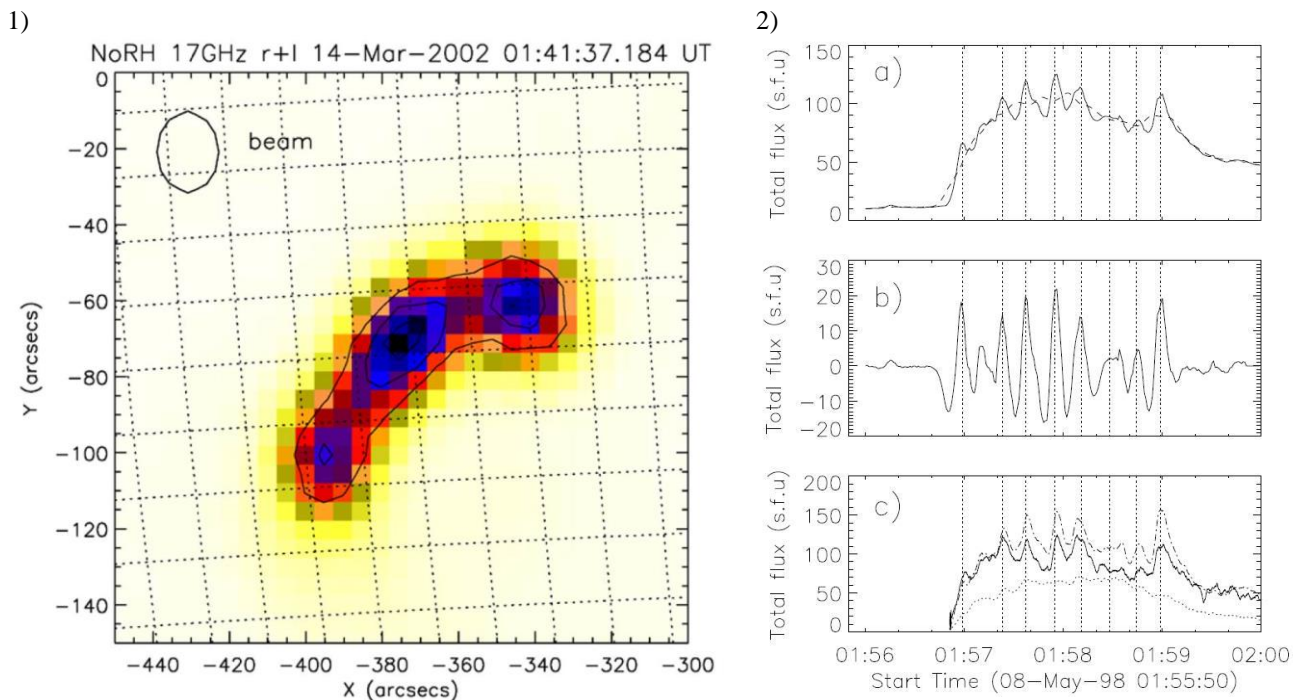 1)
NoRH 17GHz r+l 14-Mar-2002 01:41:37.184 UT
beam
0
-20
-40
-60
-80
-100
-120
-140
Y (arcsecs)
-440 -420 -400 -380 -360 -340 -320 -300
X (arcsecs)
2)
a)
150
100
50
0
Total flux (s.f.u)
b)
30
20
10
0
-10
-20
Total flux (s.f.u)
c)
200
150
100
50
0
Total flux (s.f.u)
01:56 01:57 01:58 01:59 02:00
Start Time (08-May-98 01:55:50)